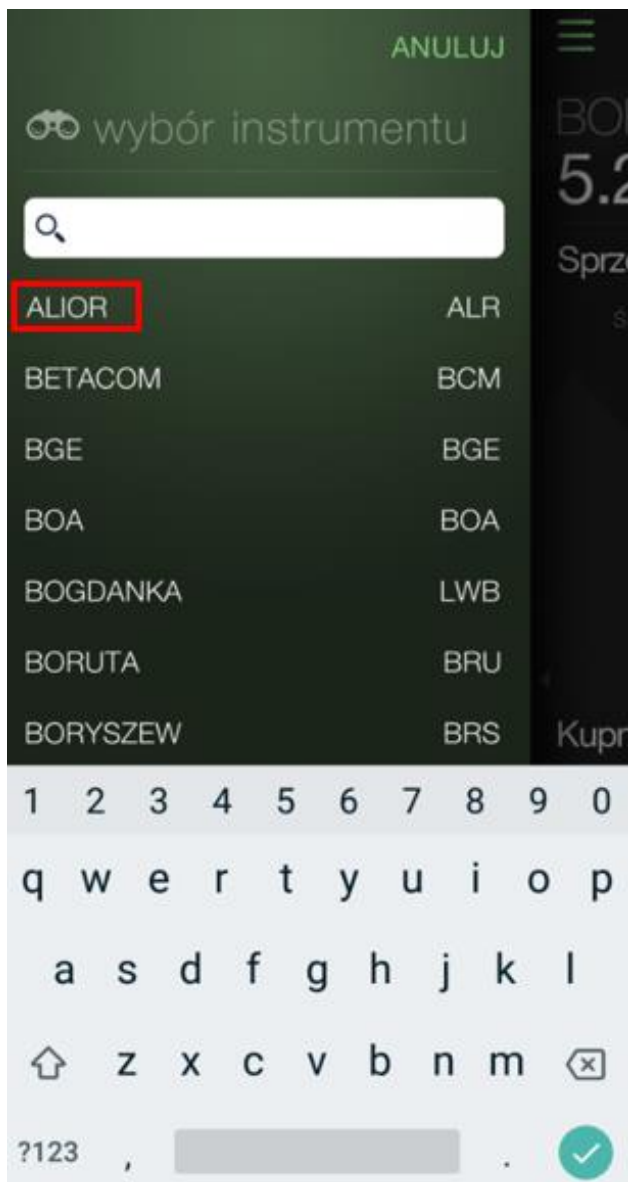 ANULUJ
wybór instrumentu
ALIOR ALR
BETACOM BCM
BGE BGE
BOA BOA
BOGDANKA LWB
BORUTA BRU
BORYSZEW BRS
1 2 3 4 5 6 7 8 9 0
q w e r t y u i o p
a s d f g h j k l
z x c v b n m
?123 , .